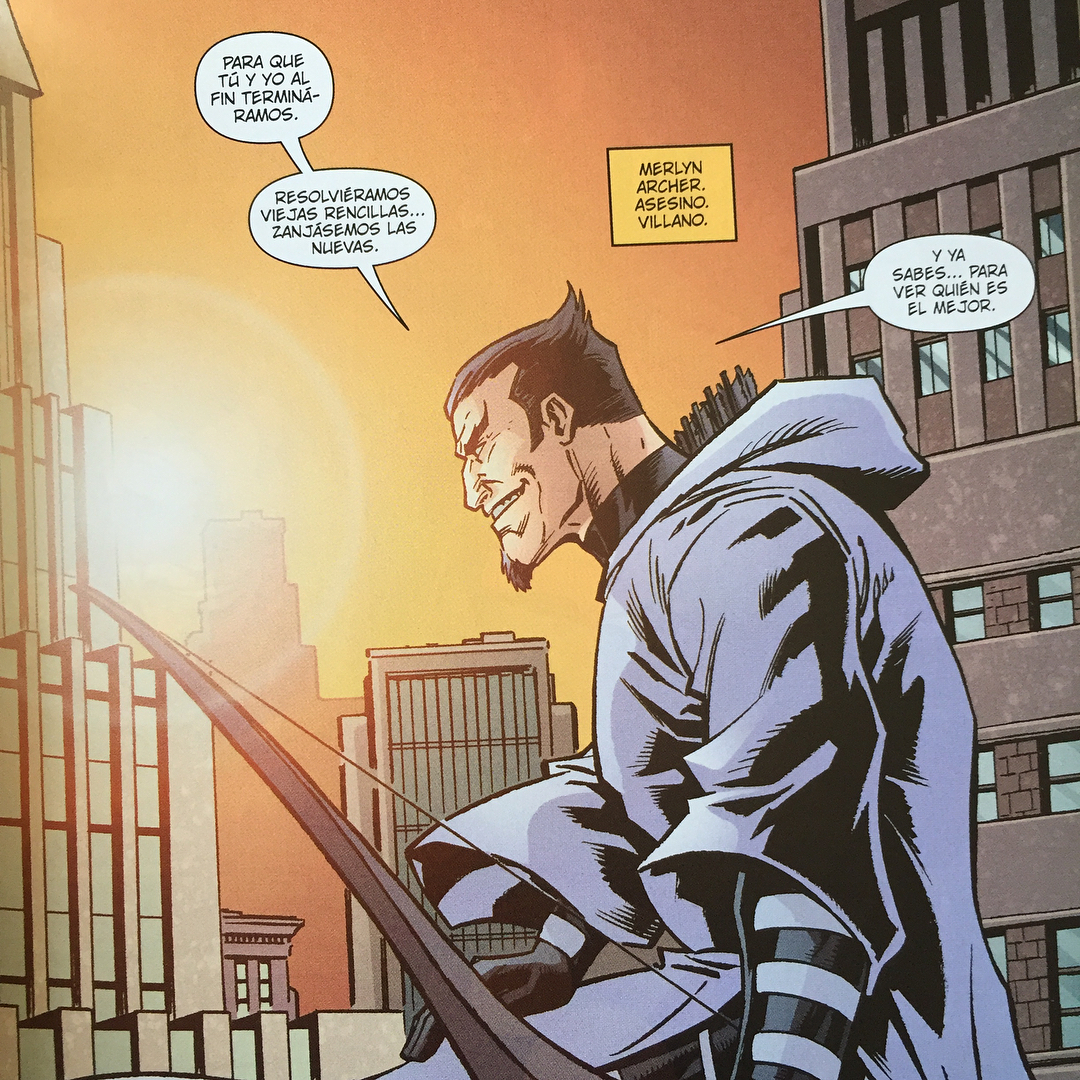 PARA QUE
TÚ Y YO AL
FIN TERMINÁ-
RAMOS.
RESOLVIÉRAMOS
VIEJAS RENCILLAS...
ZANJÁSEMOS LAS
NUEVAS.
MERLYN
ARCHER.
ASESINO.
VILLANO.
Y YA
SABES... PARA
VER QUIÉN ES
EL MEJOR.